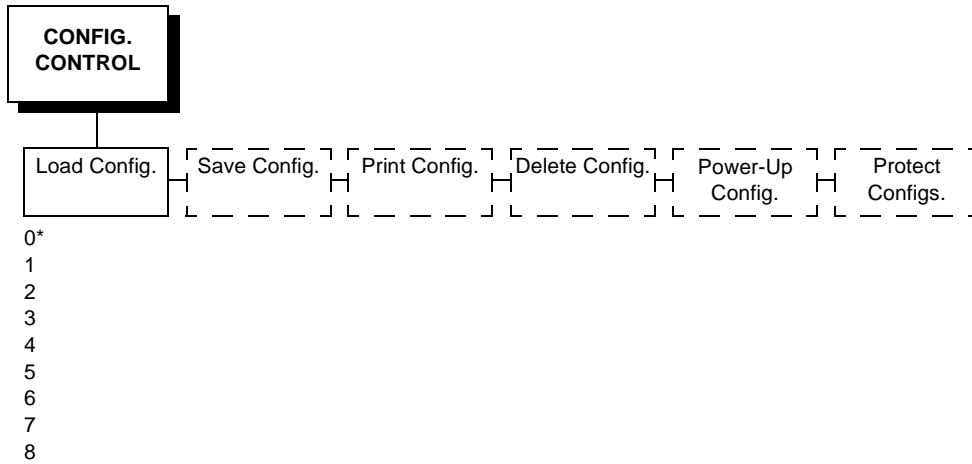 CONFIG.
CONTROL
Load Config.
Save Config.
Print Config.
Delete Config.
Power-Up
Config.
Protect
Configs.
0*
1
2
3
4
5
6
7
8